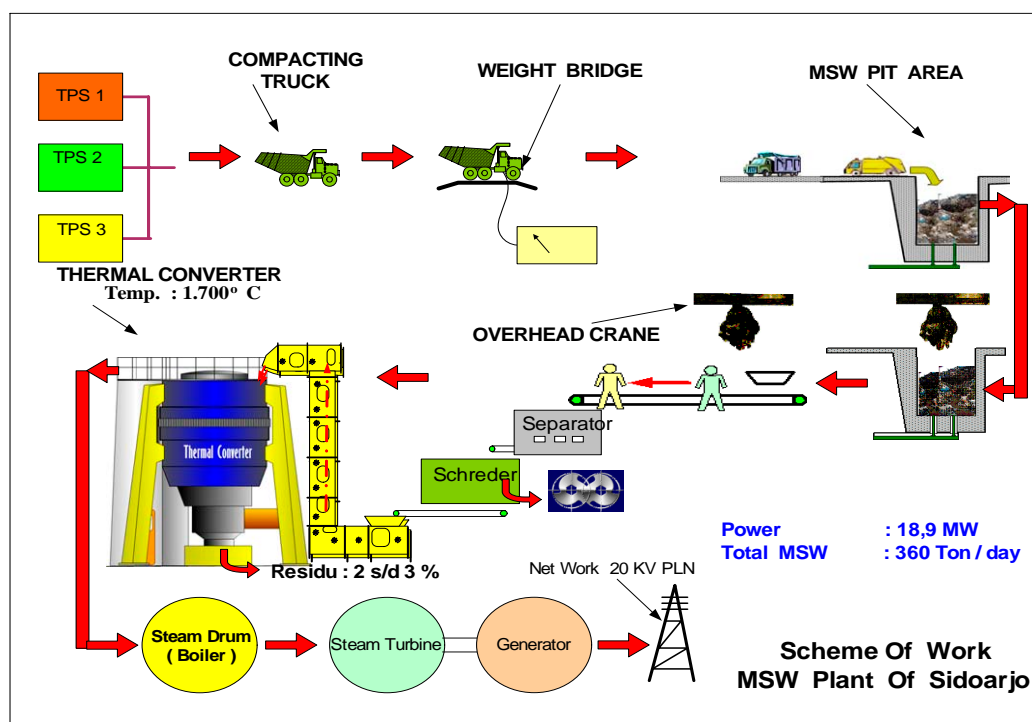 COMPACTING
TRUCK
WEIGHT BRIDGE
MSW PIT AREA
TPS 1
TPS 2
TPS 3
THERMAL CONVERTER
Temp. : 1.700° C
OVERHEAD CRANE
Separator
Schreder
Thermal Converter
Residu : 2 s/d 3 %
Power : 18,9 MW
Total MSW : 360 Ton / day
Net Work 20 KV PLN
Steam Drum
( Boiler )
Steam Turbine
Generator
Scheme Of Work
MSW Plant Of Sidoarjo